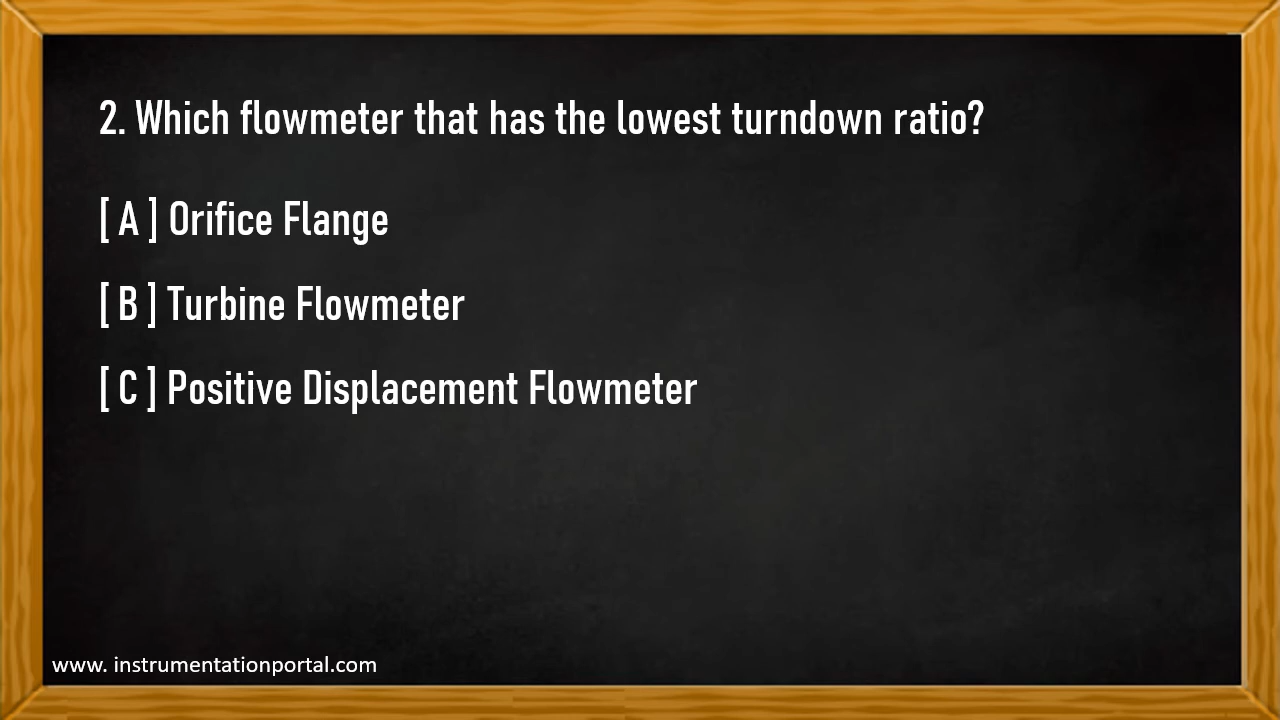 2. Which flowmeter that has the lowest turndown ratio?
[ A ] Orifice Flange
[ B ] Turbine Flowmeter
[ C ] Positive Displacement Flowmeter
www. instrumentationportal.com